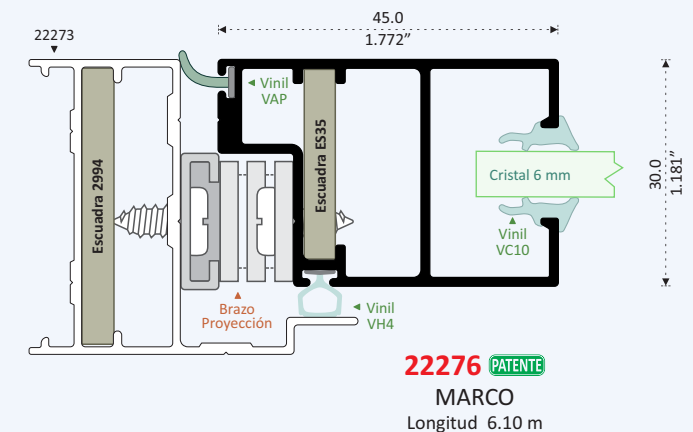 45.0
1.772”
22273
Vinil
VAP
Escuadra 2994
Escuadra ES35
Cristal 6 mm
30.0
1.181”
Vinil
VC10
Brazo
Proyección
Vinil
VH4
22276 PATENTE
MARCO
Longitud 6.10 m